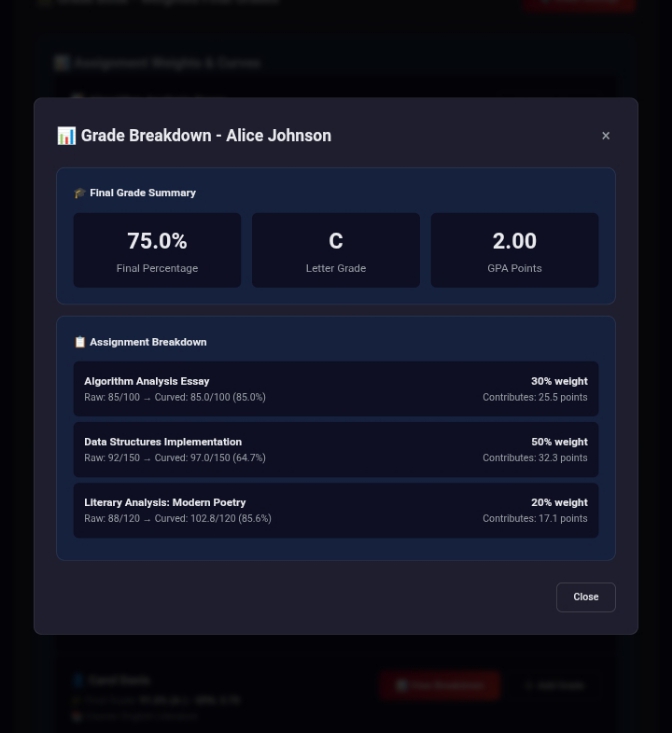 Assignment Weights & Curves
📊 Grade Breakdown - Alice Johnson
×
🎓 Final Grade Summary
75.0%
Final Percentage
C
Letter Grade
2.00
GPA Points
📋 Assignment Breakdown
Algorithm Analysis Essay
30% weight
Raw: 85/100 → Curved: 85.0/100 (85.0%)
Contributes: 25.5 points
Data Structures Implementation
50% weight
Raw: 92/150 → Curved: 97.0/150 (64.7%)
Contributes: 32.3 points
Literary Analysis: Modern Poetry
20% weight
Raw: 88/120 → Curved: 102.8/120 (85.6%)
Contributes: 17.1 points
Close